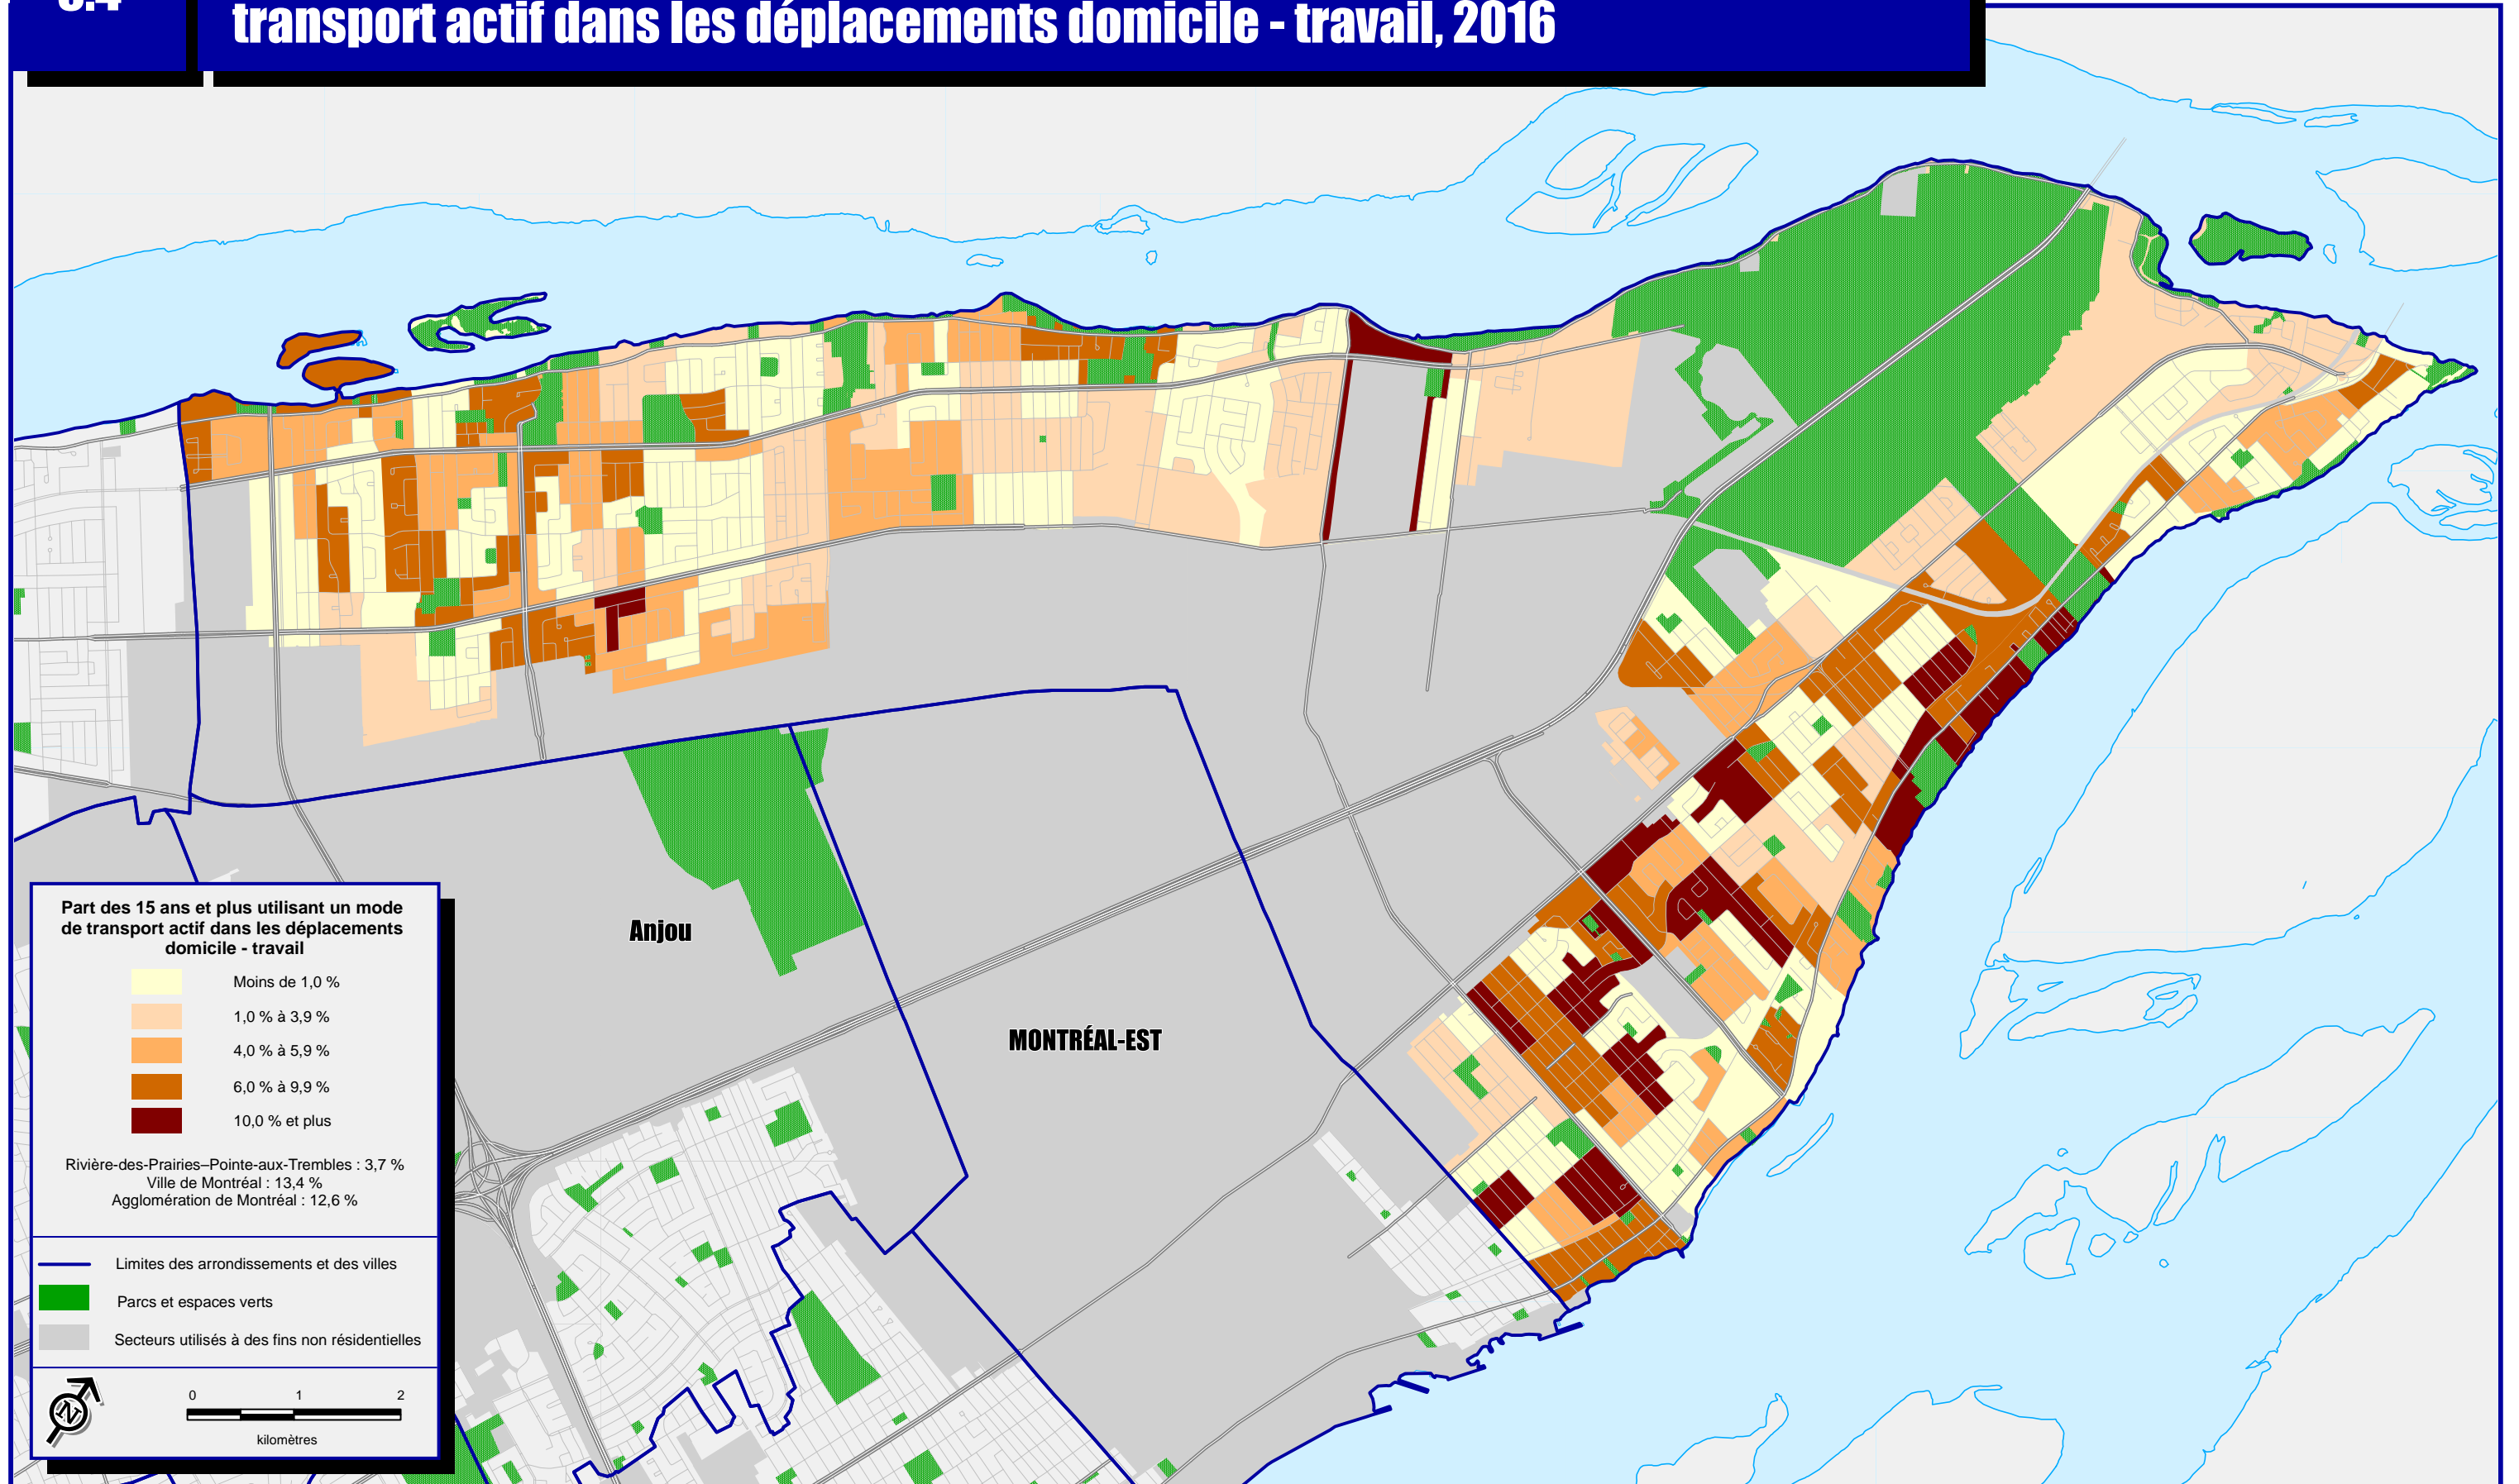 transport actif dans les déplacements domicile - travail, 2016
Anjou
MONTRÉAL-EST
Part des 15 ans et plus utilisant un mode
de transport actif dans les déplacements
domicile - travail
Moins de 1,0 %
1,0 % à 3,9 %
4,0 % à 5,9 %
6,0 % à 9,9 %
10,0 % et plus
Rivière-des-Prairies–Pointe-aux-Trembles : 3,7 %
Ville de Montréal : 13,4 %
Agglomération de Montréal : 12,6 %
Limites des arrondissements et des villes
Parcs et espaces verts
Secteurs utilisés à des fins non résidentielles
N
0 1 2
kilomètres